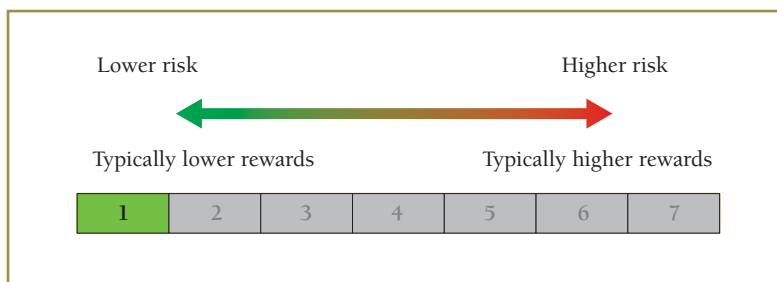 Lower risk Higher risk
Typically lower rewards Typically higher rewards
1 2 3 4 5 6 7